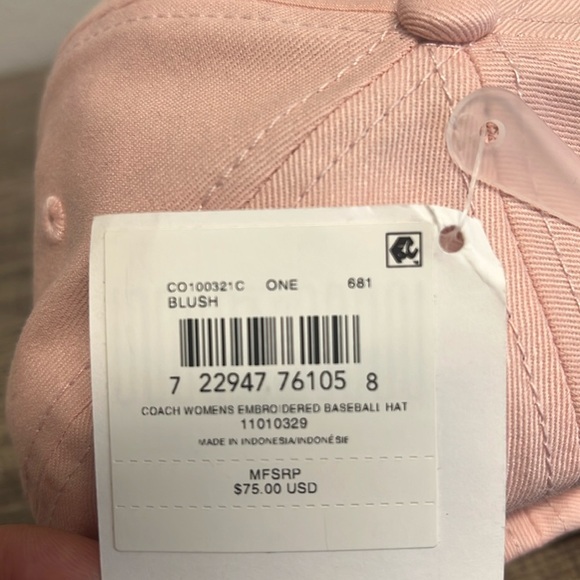 CO100321C ONE 681
BLUSH
7 22947 76105 8
COACH WOMENS EMBROIDERED BASEBALL HAT
11010329
MADE IN INDONESIA/INDONÉSIE
MFSRP
$75.00 USD